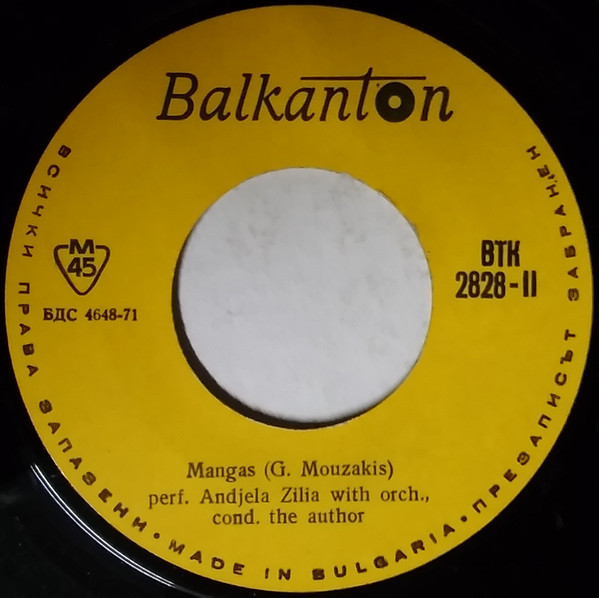 Balkanton
М
45
БДС 4648-71
ВТК
2828-II
Mangas (G. Mouzakis)
perf. Andjela Zilia with orch.,
cond. the author
ВСИЧКИ ПРАВА ЗАПАЗЕНИ • MADE IN BULGARIA • ПРЕЗАПИСЪТ ЗАБРАНЕН